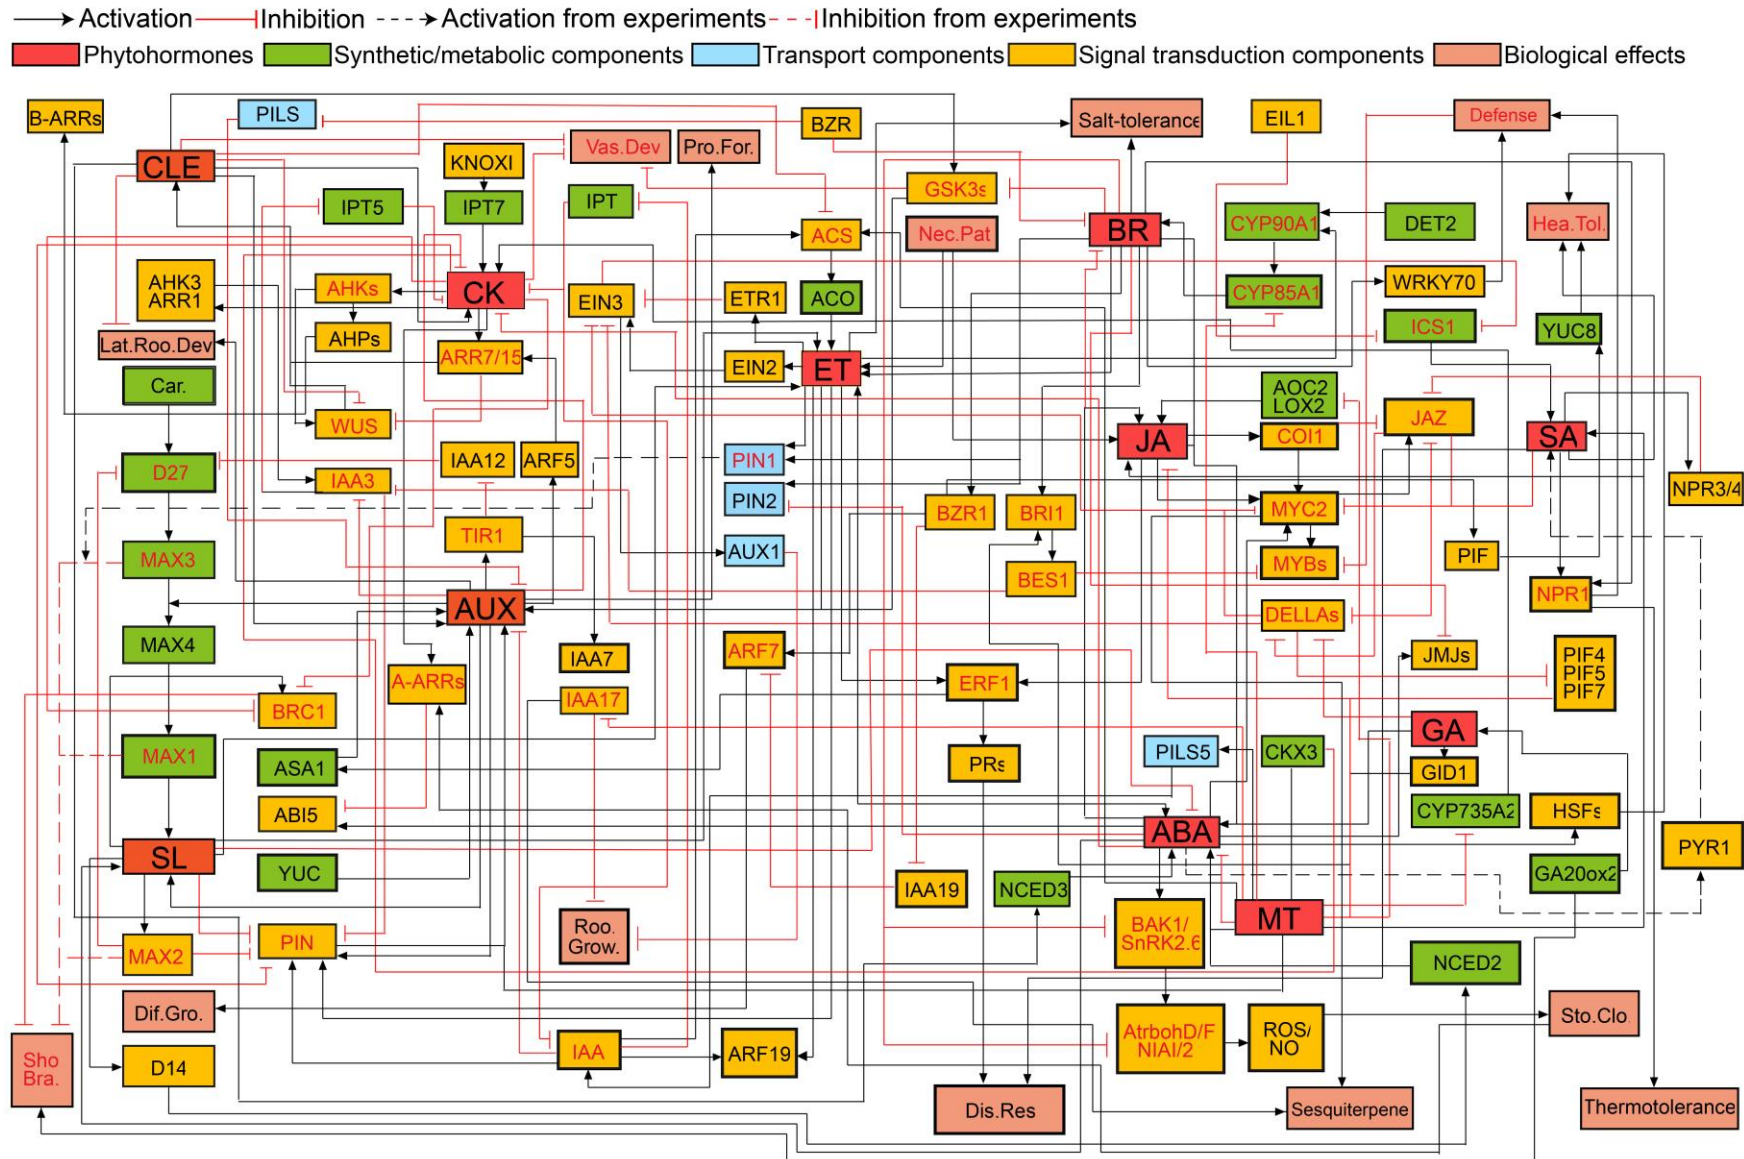 Activation
Inhibition
Activation from experiments
Inhibition from experiments
Phytohormones
Synthetic/metabolic components
Transport components
Signal transduction components
Biological effects
B-ARRs
PILS
BZR
Salt-tolerance
EIL1
Defense
CLE
KNOXI
Vas.Dev
Pro.For.
IPT5
IPT7
IPT
GSK3s
ACS
Nec.Pat
BR
CYP90A1
DET2
Hea.Tol.
AHK3
ARR1
AHKs
CK
EIN3
ETR1
ACO
CYP85A1
WRKY70
ICS1
YUC8
Lat.Roo.Dev
AHPs
ARR7/15
EIN2
ET
Car.
WUS
AOC2
LOX2
JAZ
JA
COI1
SA
D27
IAA3
IAA12
ARF5
PIN1
PIN2
BZR1
BRI1
MYC2
NPR3/4
TIR1
AUX1
MAX3
BES1
MYBs
PIF
NPR1
AUX
DELLAs
MAX4
IAA7
ARF7
JMJs
PIF4
PIF5
PIF7
A-ARRs
BRC1
IAA17
ERF1
GA
MAX1
ASA1
PRs
PILS5
CKX3
GID1
ABI5
CYP735A2
HSFs
SL
ABA
PYR1
YUC
NCED3
IAA19
GA20ox2
MT
BAK1/
SnRK2.6
Roo.
Grow.
PIN
MAX2
NCED2
Dif.Gro.
Sto.Clo.
AtrbohD/F
NIAI/2
ROS/
NO
Sho
Bra.
D14
IAA
ARF19
Dis.Res
Sesquiterpene
Thermotolerance